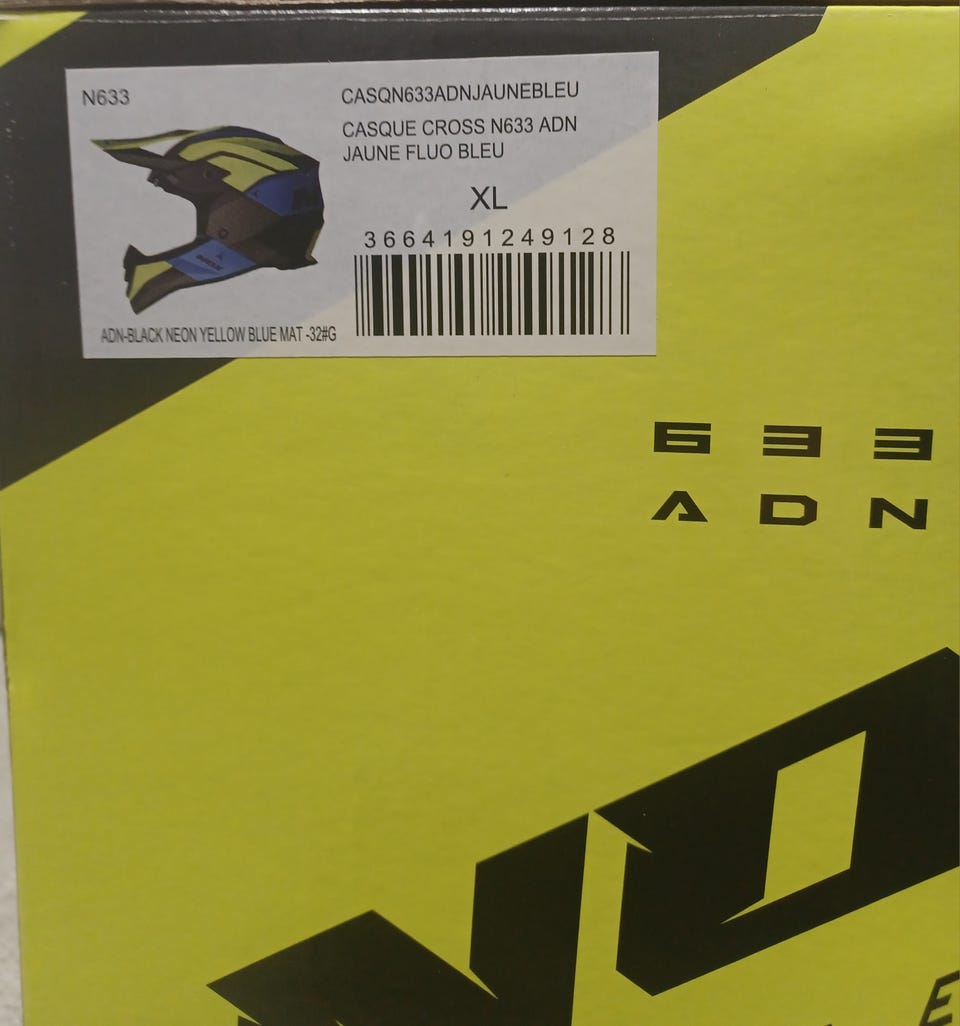 N633
CASQN633ADNJAUNEBLEU
CASQUE CROSS N633 ADN
JAUNE FLUO BLEU
XL
3664191249128
ADN-BLACK NEON YELLOW BLUE MAT -32#G
633
ADN
NO